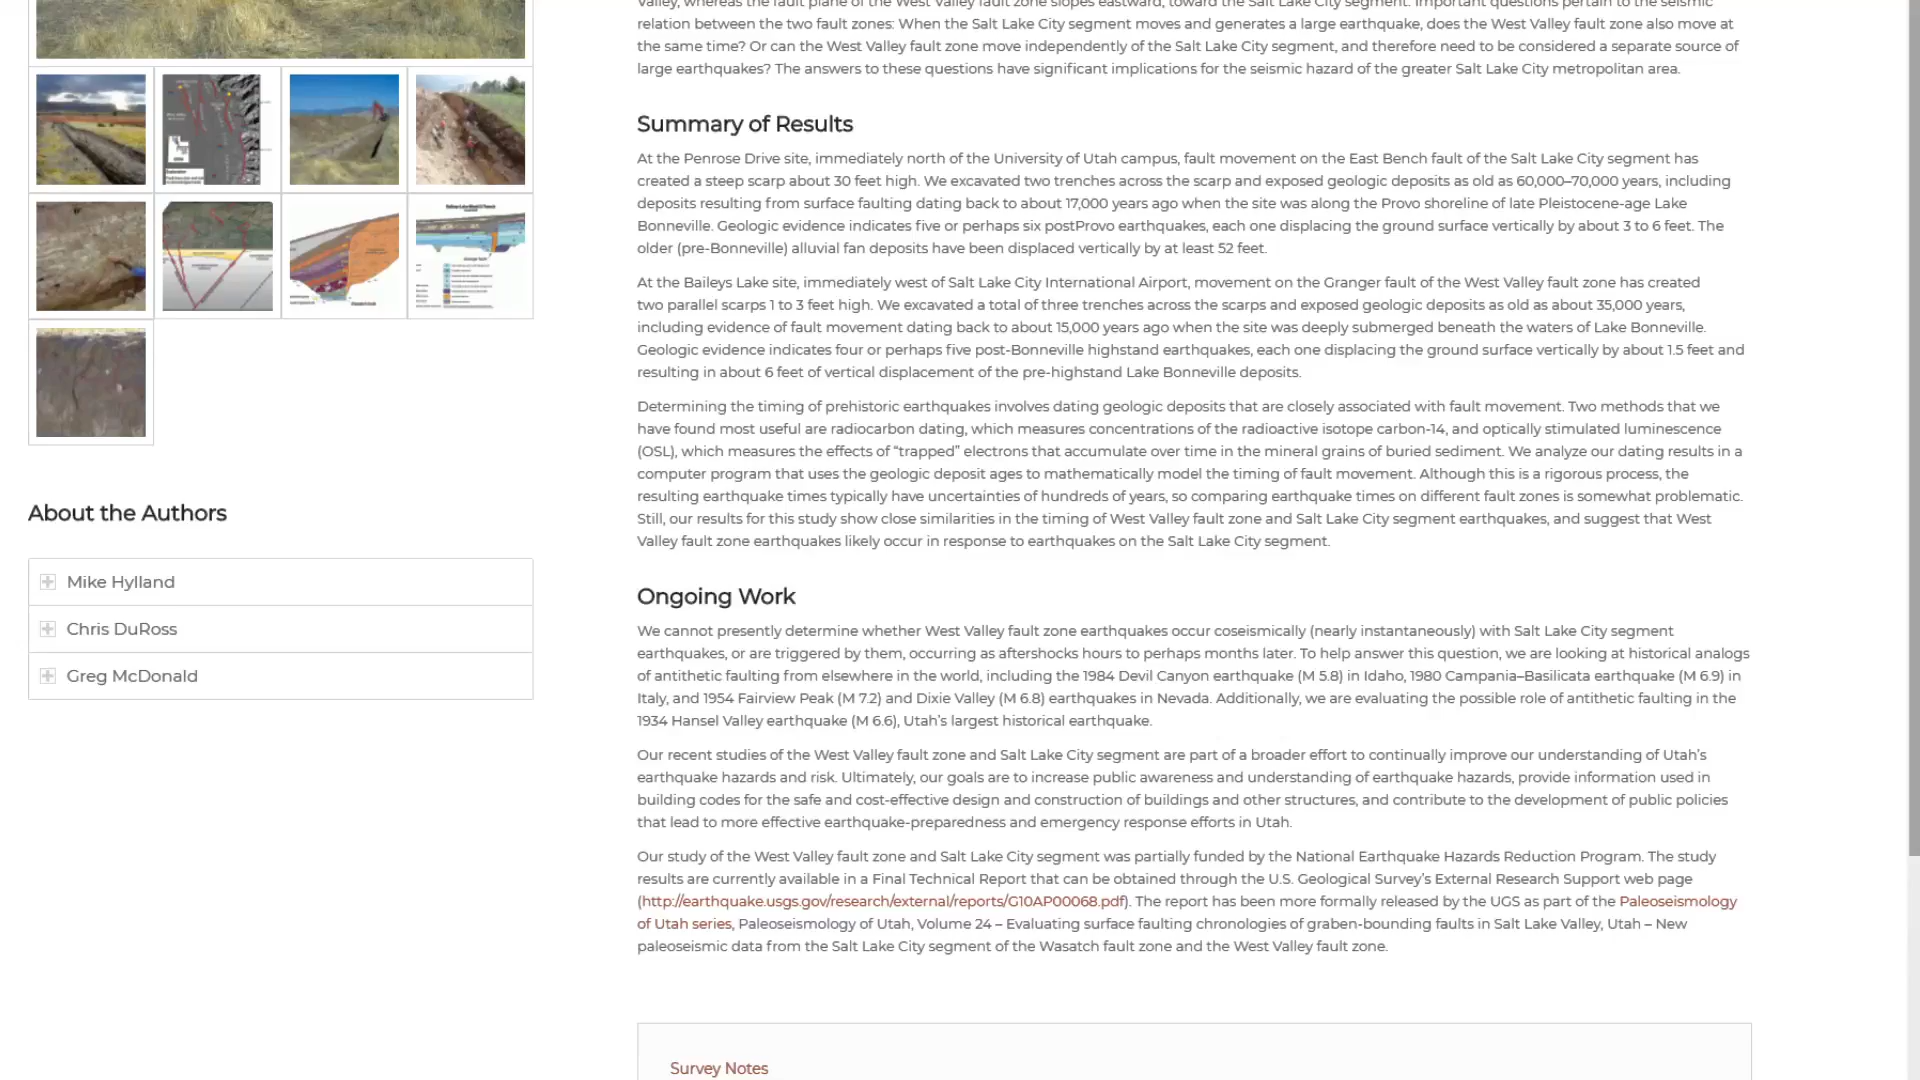 Valley, whereas the fault plane of the West Valley fault zone slopes eastward, toward the Salt Lake City segment. Important questions pertain to the seismic
relation between the two fault zones: When the Salt Lake City segment moves and generates a large earthquake, does the West Valley fault zone also move at
the same time? Or can the West Valley fault zone move independently of the Salt Lake City segment, and therefore need to be considered a separate source of
large earthquakes? The answers to these questions have significant implications for the seismic hazard of the greater Salt Lake City metropolitan area.
Summary of Results
At the Penrose Drive site, immediately north of the University of Utah campus, fault movement on the East Bench fault of the Salt Lake City segment has
created a steep scarp about 30 feet high. We excavated two trenches across the scarp and exposed geologic deposits as old as 60,000–70,000 years, including
deposits resulting from surface faulting dating back to about 17,000 years ago when the site was along the Provo shoreline of late Pleistocene-age Lake
Bonneville. Geologic evidence indicates five or perhaps six postProvo earthquakes, each one displacing the ground surface vertically by about 3 to 6 feet. The
older (pre-Bonneville) alluvial fan deposits have been displaced vertically by at least 52 feet.
At the Baileys Lake site, immediately west of Salt Lake City International Airport, movement on the Granger fault of the West Valley fault zone has created
two parallel scarps 1 to 3 feet high. We excavated a total of three trenches across the scarps and exposed geologic deposits as old as about 35,000 years,
including evidence of fault movement dating back to about 15,000 years ago when the site was deeply submerged beneath the waters of Lake Bonneville.
Geologic evidence indicates four or perhaps five post-Bonneville highstand earthquakes, each one displacing the ground surface vertically by about 1.5 feet and
resulting in about 6 feet of vertical displacement of the pre-highstand Lake Bonneville deposits.
Determining the timing of prehistoric earthquakes involves dating geologic deposits that are closely associated with fault movement. Two methods that we
have found most useful are radiocarbon dating, which measures concentrations of the radioactive isotope carbon-14, and optically stimulated luminescence
(OSL), which measures the effects of “trapped” electrons that accumulate over time in the mineral grains of buried sediment. We analyze our dating results in a
computer program that uses the geologic deposit ages to mathematically model the timing of fault movement. Although this is a rigorous process, the
resulting earthquake times typically have uncertainties of hundreds of years, so comparing earthquake times on different fault zones is somewhat problematic.
Still, our results for this study show close similarities in the timing of West Valley fault zone and Salt Lake City segment earthquakes, and suggest that West
Valley fault zone earthquakes likely occur in response to earthquakes on the Salt Lake City segment.
About the Authors
Mike Hylland
Chris DuRoss
Greg McDonald
Ongoing Work
We cannot presently determine whether West Valley fault zone earthquakes occur coseismically (nearly instantaneously) with Salt Lake City segment
earthquakes, or are triggered by them, occurring as aftershocks hours to perhaps months later. To help answer this question, we are looking at historical analogs
of antithetic faulting from elsewhere in the world, including the 1984 Devil Canyon earthquake (M 5.8) in Idaho, 1980 Campania–Basilicata earthquake (M 6.9) in
Italy, and 1954 Fairview Peak (M 7.2) and Dixie Valley (M 6.8) earthquakes in Nevada. Additionally, we are evaluating the possible role of antithetic faulting in the
1934 Hansel Valley earthquake (M 6.6), Utah’s largest historical earthquake.
Our recent studies of the West Valley fault zone and Salt Lake City segment are part of a broader effort to continually improve our understanding of Utah’s
earthquake hazards and risk. Ultimately, our goals are to increase public awareness and understanding of earthquake hazards, provide information used in
building codes for the safe and cost-effective design and construction of buildings and other structures, and contribute to the development of public policies
that lead to more effective earthquake-preparedness and emergency response efforts in Utah.
Our study of the West Valley fault zone and Salt Lake City segment was partially funded by the National Earthquake Hazards Reduction Program. The study
results are currently available in a Final Technical Report that can be obtained through the U.S. Geological Survey’s External Research Support web page
(http://earthquake.usgs.gov/research/external/reports/G10AP00068.pdf). The report has been more formally released by the UGS as part of the Paleoseismology
of Utah series, Paleoseismology of Utah, Volume 24 – Evaluating surface faulting chronologies of graben-bounding faults in Salt Lake Valley, Utah – New
paleoseismic data from the Salt Lake City segment of the Wasatch fault zone and the West Valley fault zone.
Survey Notes